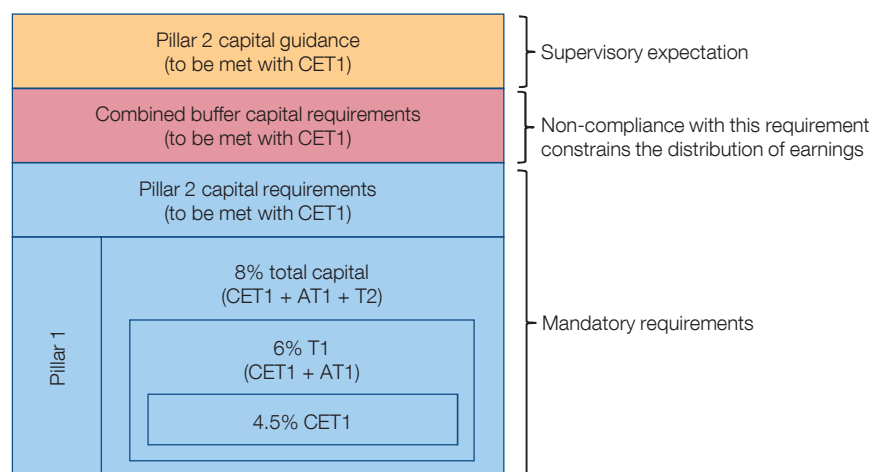 Pillar 2 capital guidance
(to be met with CET1)
Supervisory expectation
Combined buffer capital requirements
(to be met with CET1)
Non-compliance with this requirement
constrains the distribution of earnings
Pillar 2 capital requirements
(to be met with CET1)
Pillar 1
8% total capital
(CET1 + AT1 + T2)
6% T1
(CET1 + AT1)
4.5% CET1
Mandatory requirements